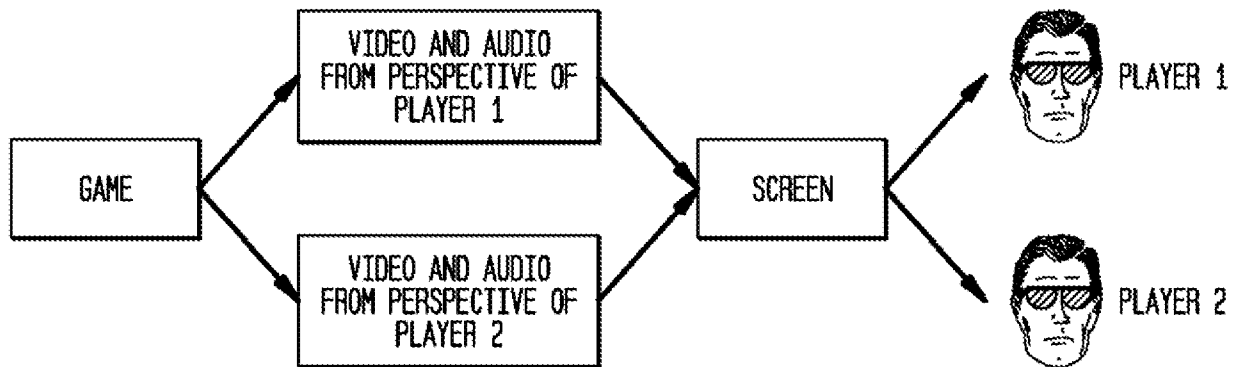 VIDEO AND AUDIO
FROM PERSPECTIVE OF
PLAYER 1
PLAYER 1
GAME
SCREEN
VIDEO AND AUDIO
FROM PERSPECTIVE OF
PLAYER 2
PLAYER 2